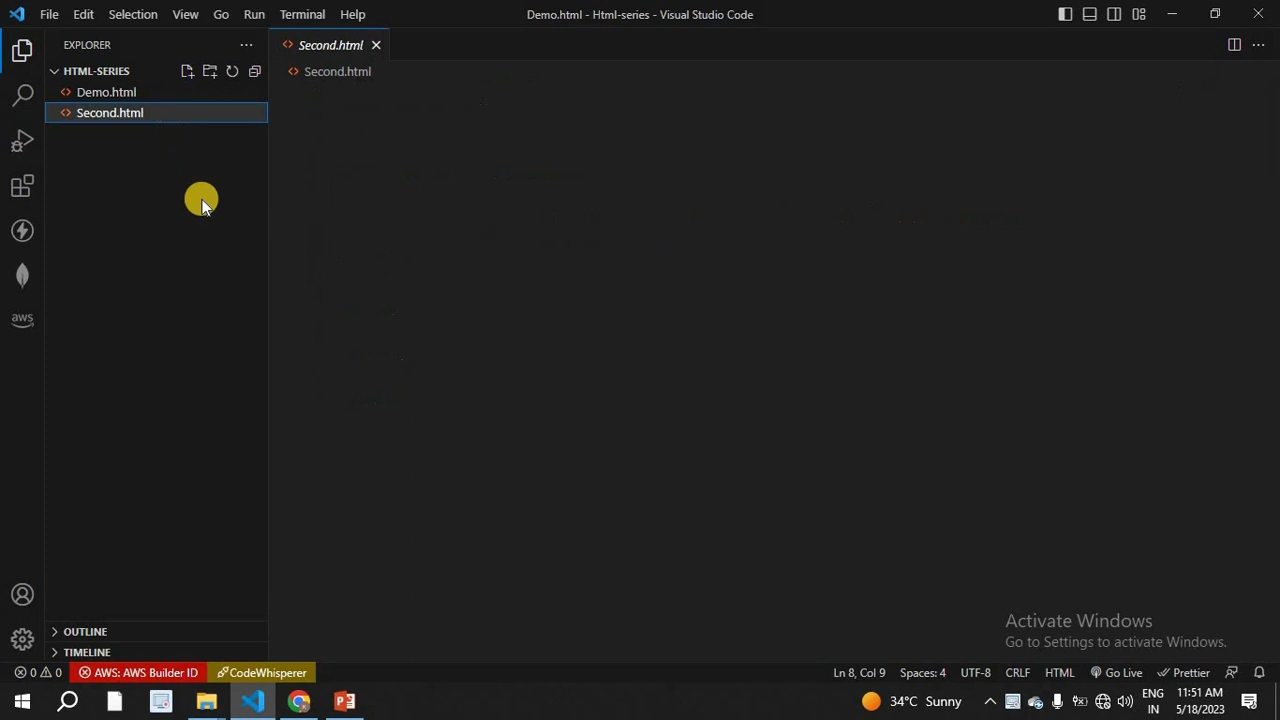 File Edit Selection View Go Run Terminal Help
Demo.html - Html-series - Visual Studio Code
EXPLORER
HTML-SERIES
Demo.html
Second.html
Second.html
Second.html
aws
OUTLINE
TIMELINE
Activate Windows
Go to Settings to activate Windows.
0 0 AWS: AWS Builder ID CodeWhisperer
Ln 8, Col 9 Spaces: 4 UTF-8 CRLF HTML Go Live Prettier
34°C Sunny
ENG
IN
11:51 AM
5/18/2023